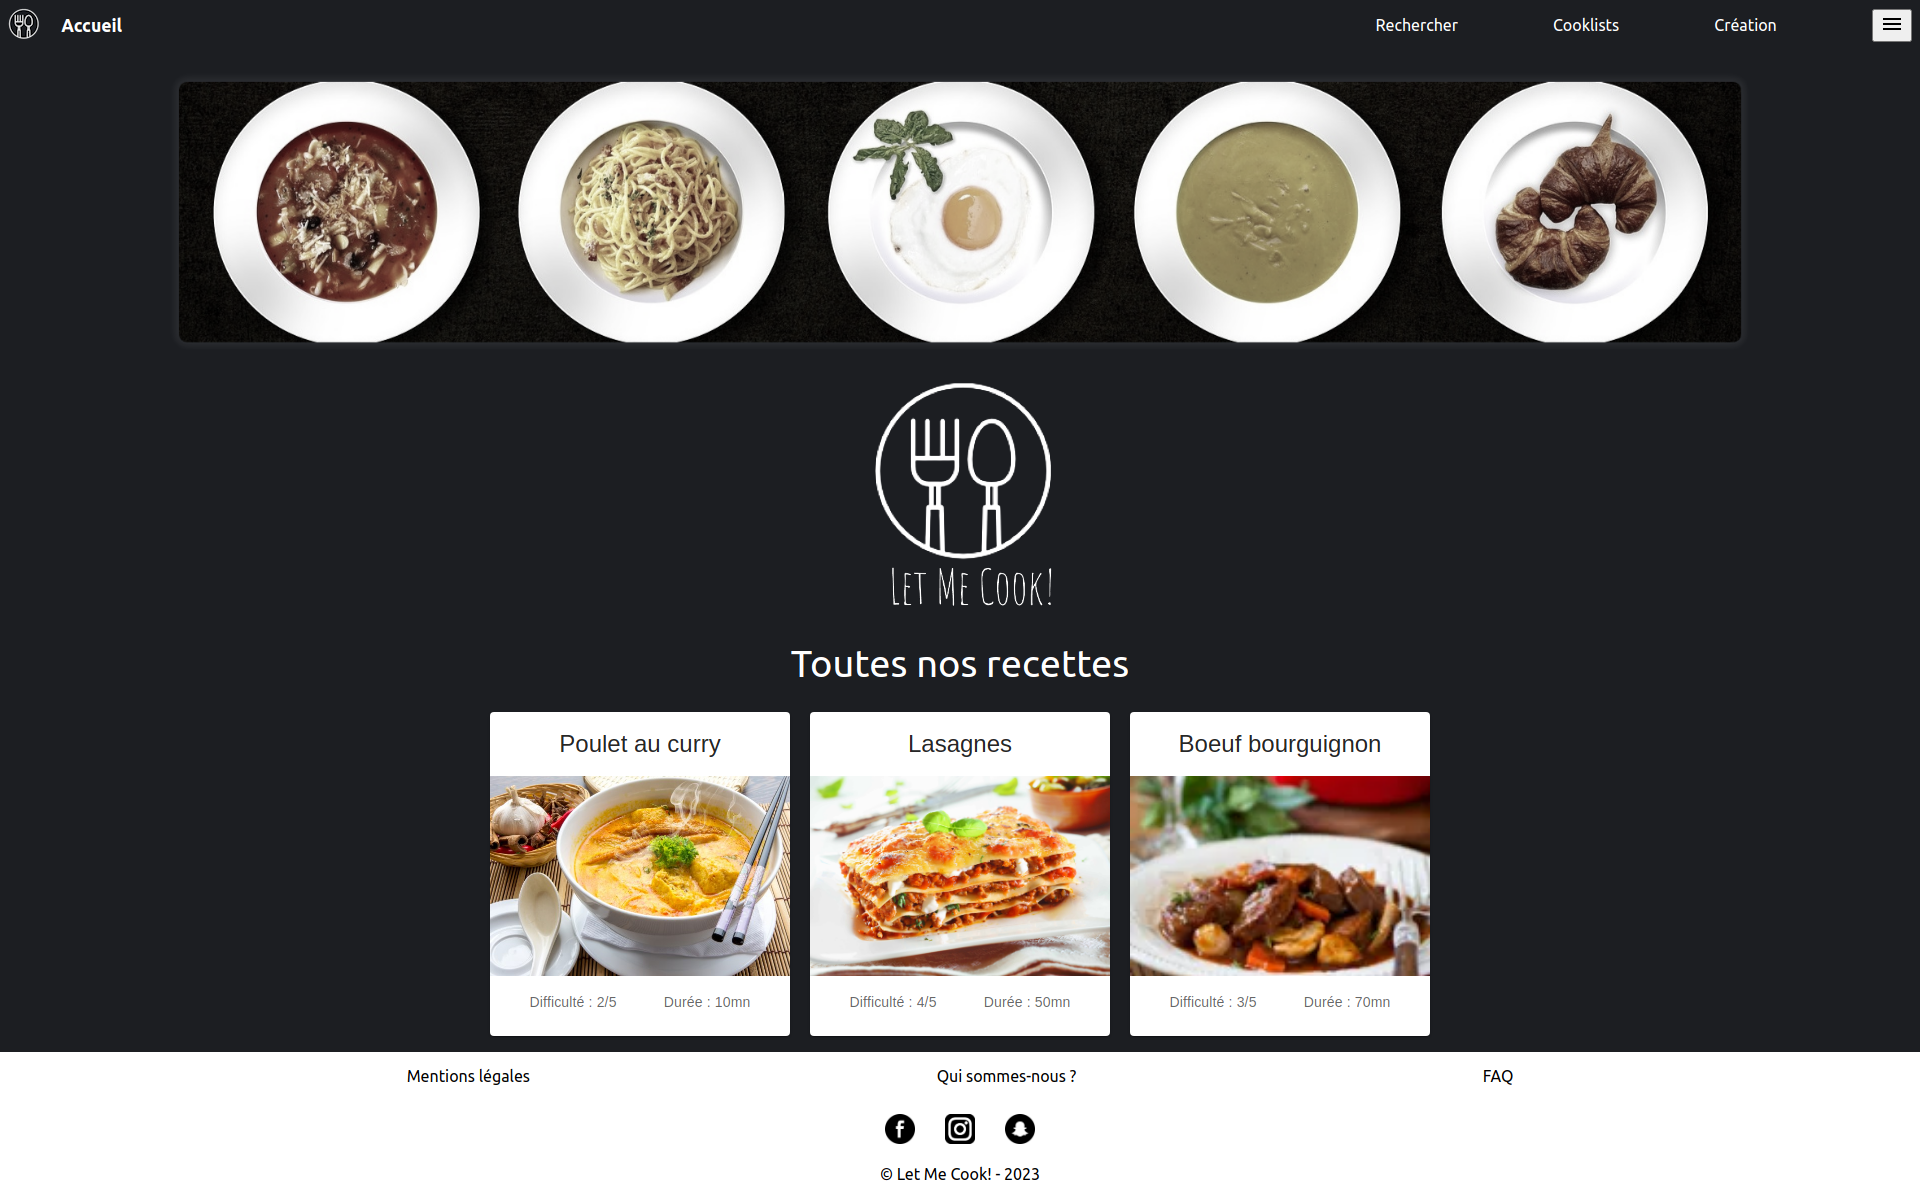 Accueil
Rechercher
Cooklists
Création
Let Me Cook!
Toutes nos recettes
Poulet au curry
Lasagnes
Boeuf bourguignon
Difficulté : 2/5
Durée : 10mn
Difficulté : 4/5
Durée : 50mn
Difficulté : 3/5
Durée : 70mn
Mentions légales
Qui sommes-nous ?
FAQ
© Let Me Cook! - 2023